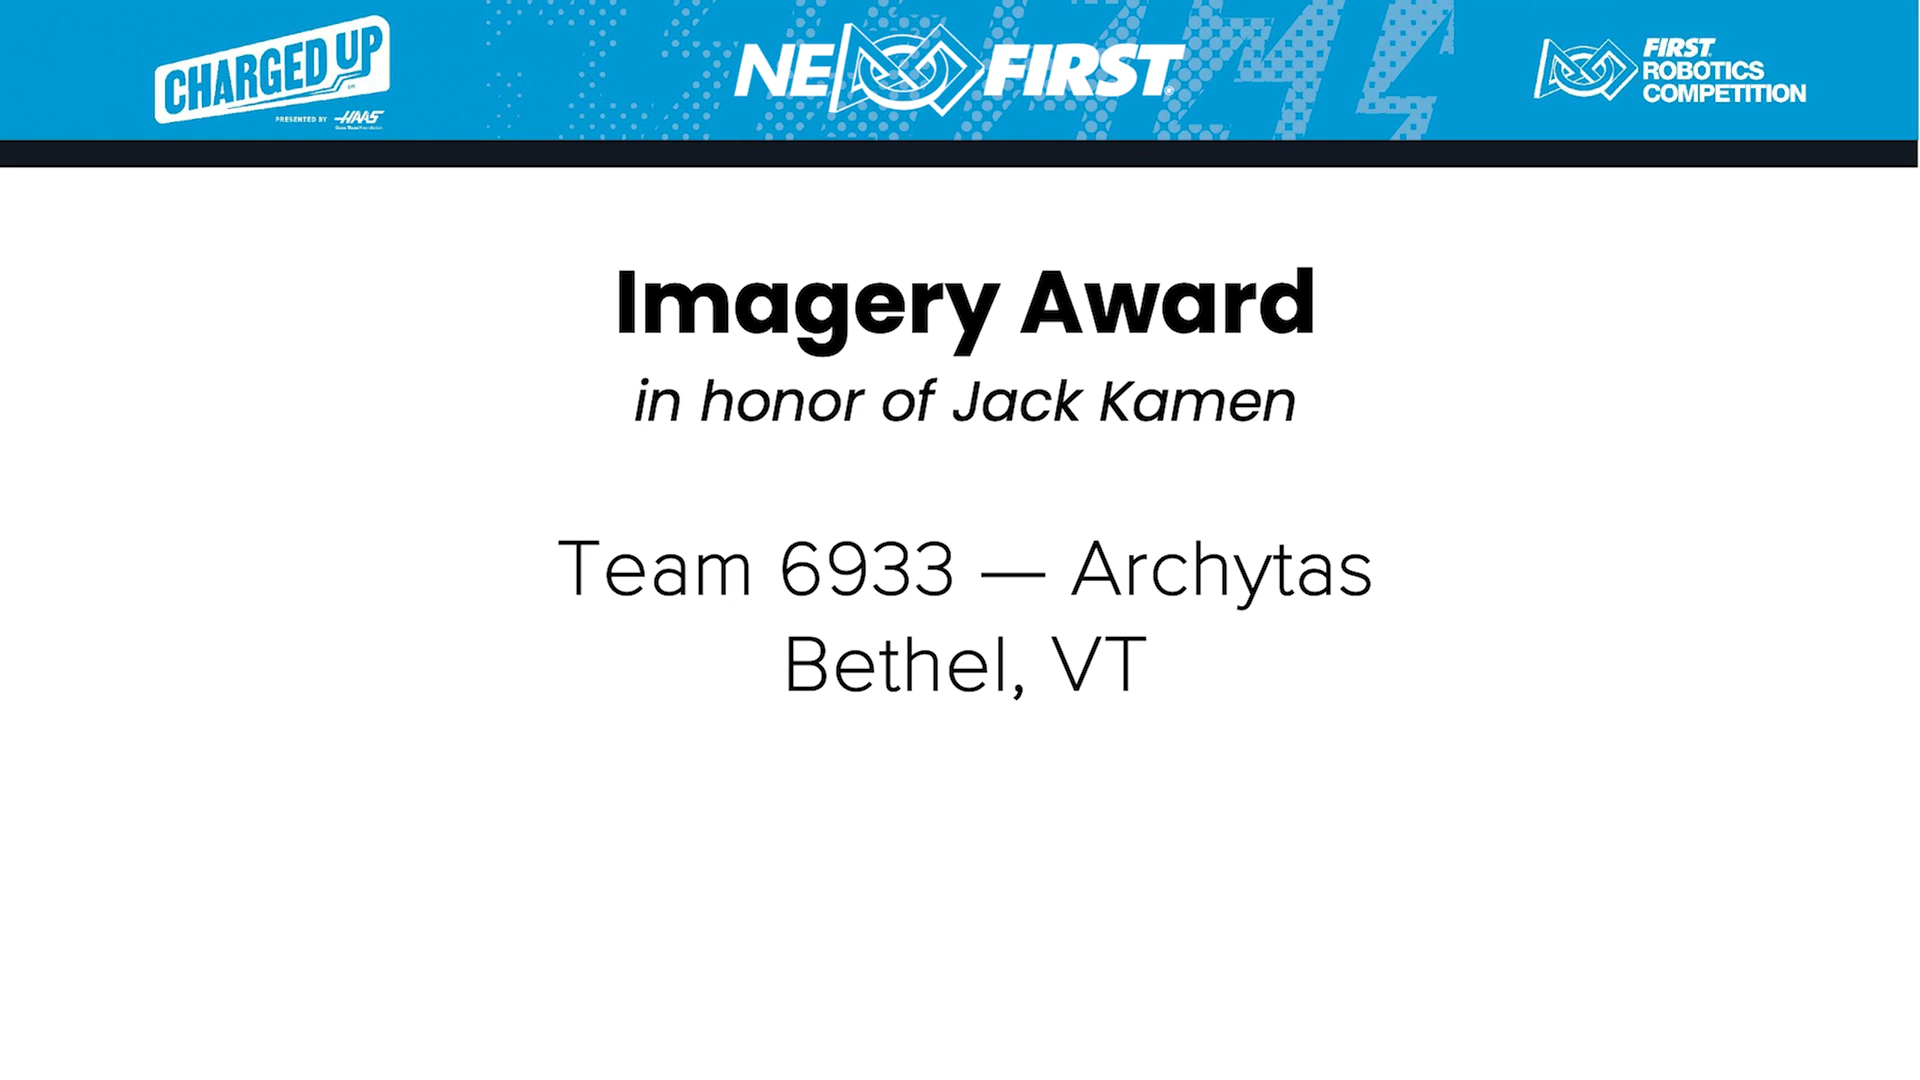 CHARGED UP
PRESENTED BY HAAS
NE FIRST
FIRST
ROBOTICS
COMPETITION
Imagery Award
in honor of Jack Kamen
Team 6933 — Archytas
Bethel, VT